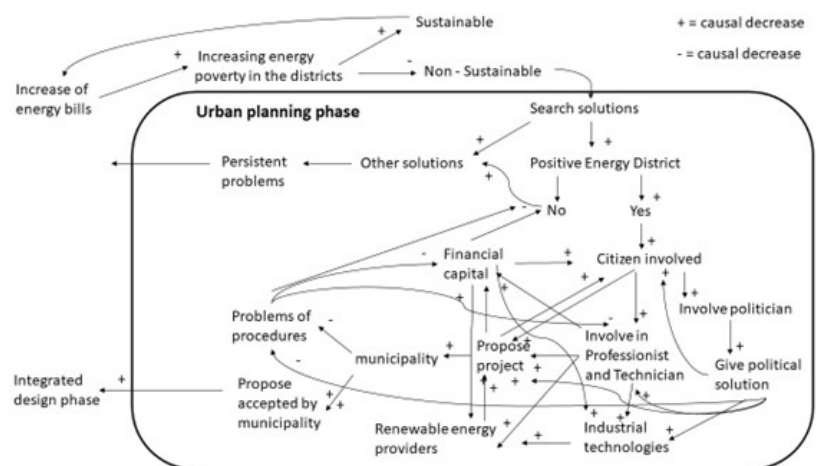 Sustainable
+ = causal decrease
- = causal decrease
Increasing energy
poverty in the districts
Non - Sustainable
Increase of
energy bills
Urban planning phase
Search solutions
Persistent
problems
Other solutions
Positive Energy District
No
Yes
Financial
capital
Citizen involved
Involve politician
Problems of
procedures
municipality
Propose
project
Involve in
Professionist
and Technician
Give political
solution
Integrated
design phase
Propose
accepted by
municipality
Renewable energy
providers
Industrial
technologies
+
+
-
+
+
+
+
-
-
+
+
+
+
+
+
+
-
+
-
+
-
+
+
+
+
+
+
+
+
+
+
+